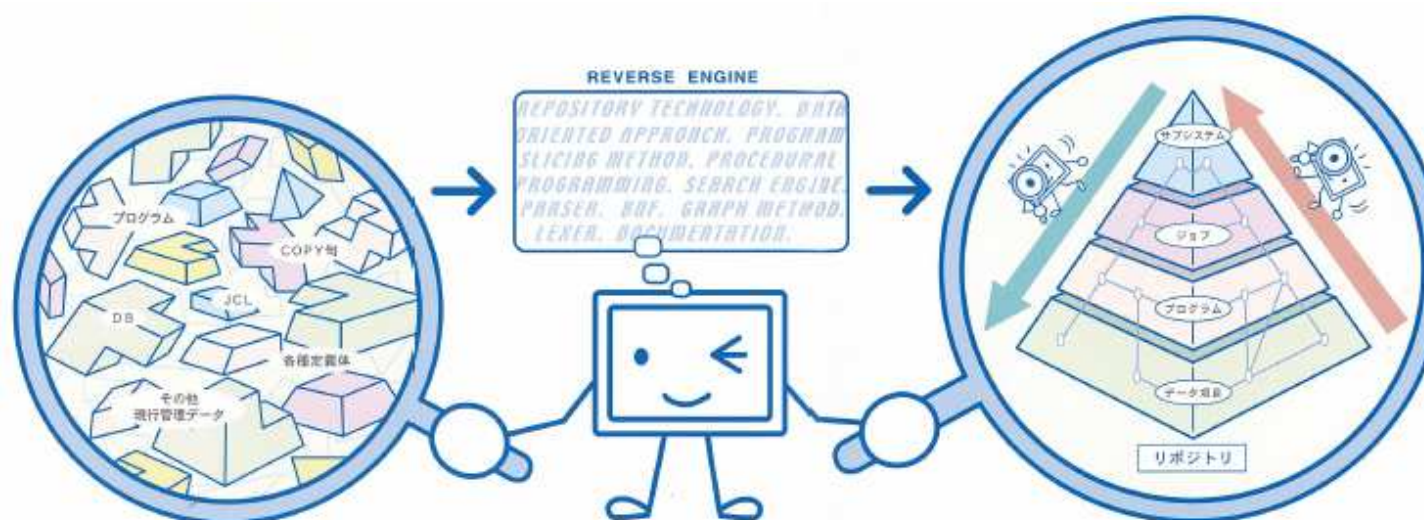 プログラム
COPY句
JCL
DB
各種定義体
その他
現行管理データ
REVERSE ENGINE
REPOSITORY TECHNOLOGY. DATA
ORIENTED APPROACH. PROGRAM
SLICING METHOD. PROCEDURAL
PROGRAMMING. SEARCH ENGINE.
PARSER. BNF. GRAPH METHOD.
LEXER. DOCUMENTATION.
サブシステム
ジョブ
プログラム
データ項目
リポジトリ